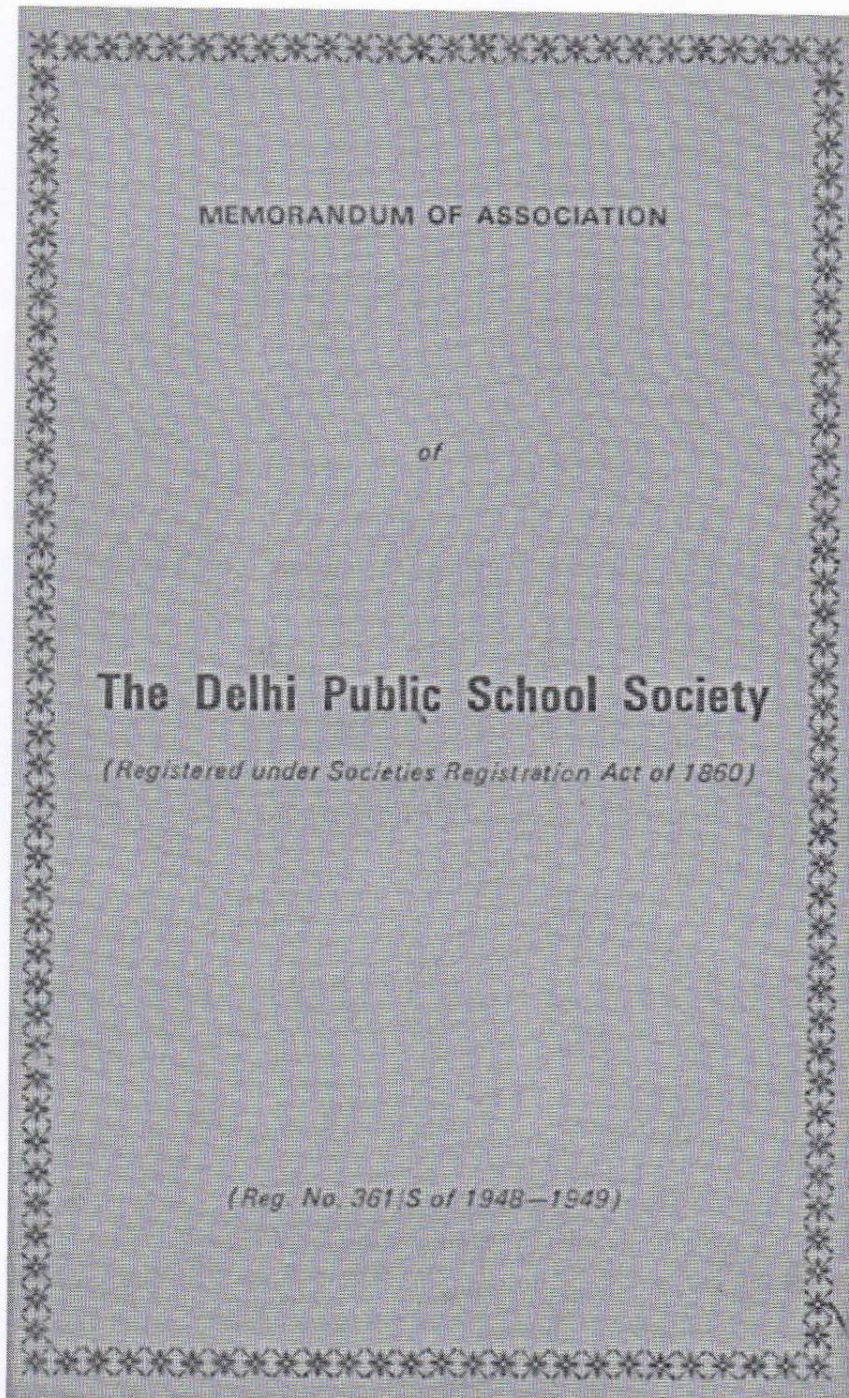 MEMORANDUM OF ASSOCIATION
of
The Delhi Public School Society
(Registered under Societies Registration Act of 1860)
(Reg. No. 361/S of 1948—1949)